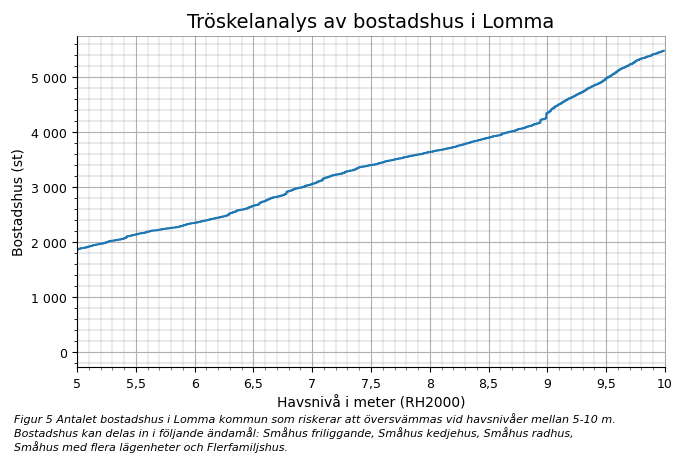 Tröskelanalys av bostadshus i Lomma
Bostadshus (st)
5 000
4 000
3 000
2 000
1 000
0
5 5,5 6 6,5 7 7,5 8 8,5 9 9,5 10
Havsnivå i meter (RH2000)
Figur 5 Antalet bostadshus i Lomma kommun som riskerar att översvämmas vid havsnivåer mellan 5-10 m.
Bostadshus kan delas in i följande ändamål: Småhus friliggande, Småhus kedjehus, Småhus radhus,
Småhus med flera lägenheter och Flerfamiljshus.